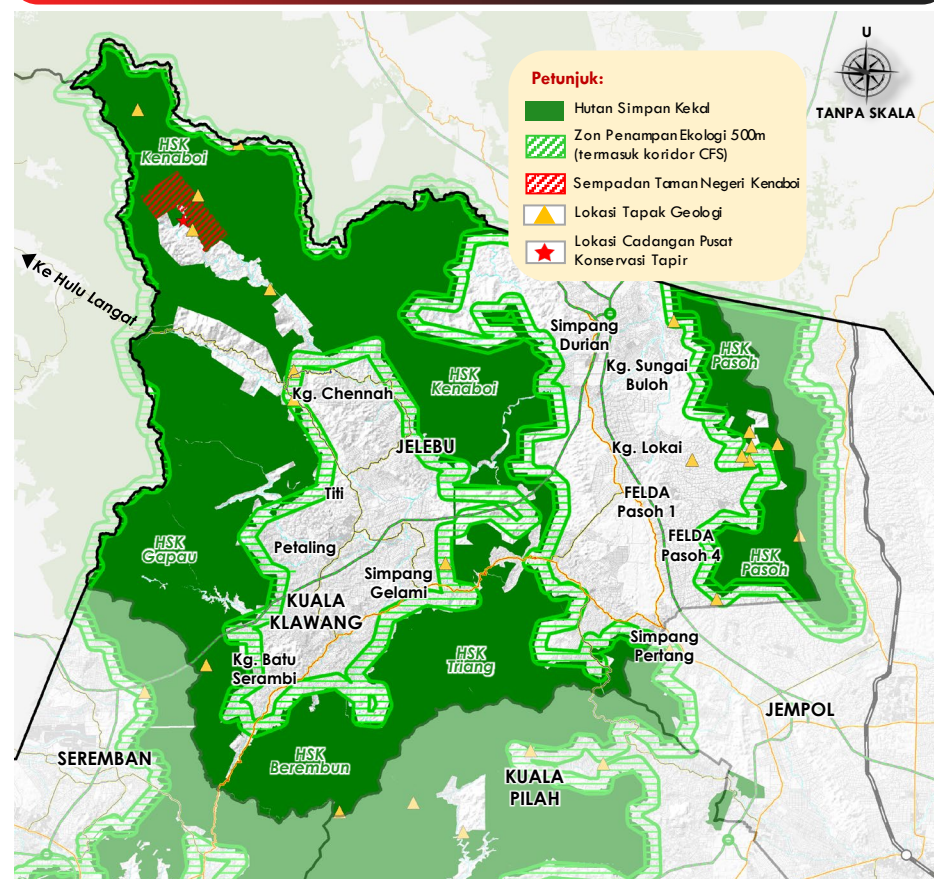 U
TANPA SKALA
Petunjuk:
Hutan Simpan Kekal
Zon Penampan Ekologi 500m
(termasuk koridor CFS)
Sempadan Taman Negeri Kenaboi
Lokasi Tapak Geologi
Lokasi Cadangan Pusat
Konservasi Tapir
HSK
Kenaboi
Ke Hulu Langat
Simpang
Durian
HSK
Pasoh
Kg. Sungai
Buloh
HSK
Kenaboi
Kg. Chennah
JELEBU
Kg. Lokai
Titi
FELDA
Pasoh 1
HSK
Gapau
Petaling
FELDA
Pasoh 4
HSK
Pasoh
Simpang
Gelami
KUALA
KLAWANG
Simpang
Pertang
Kg. Batu
Serambi
HSK
Triang
JEMPOL
SEREMBAN
HSK
Berembun
KUALA
PILAH